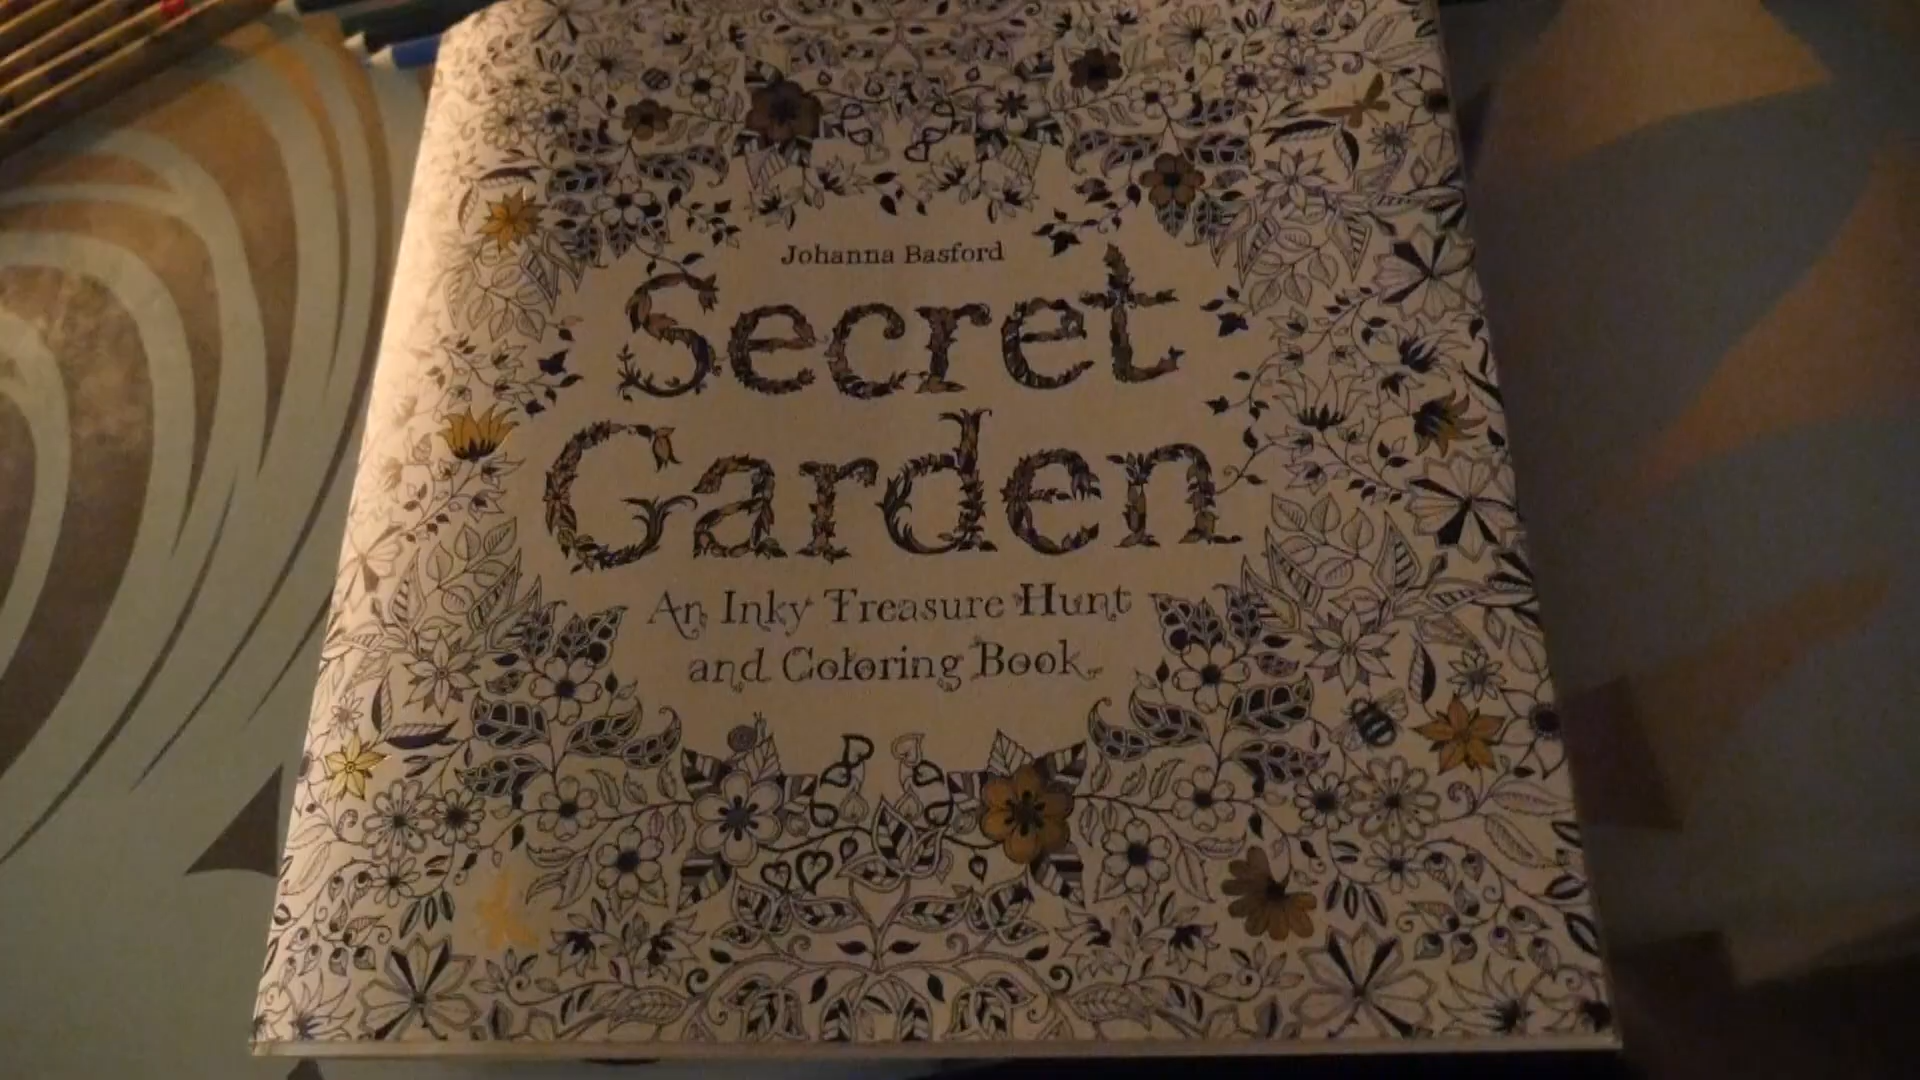 Johanna Basford
Secret
Garden
An Inky Treasure Hunt
and Coloring Book